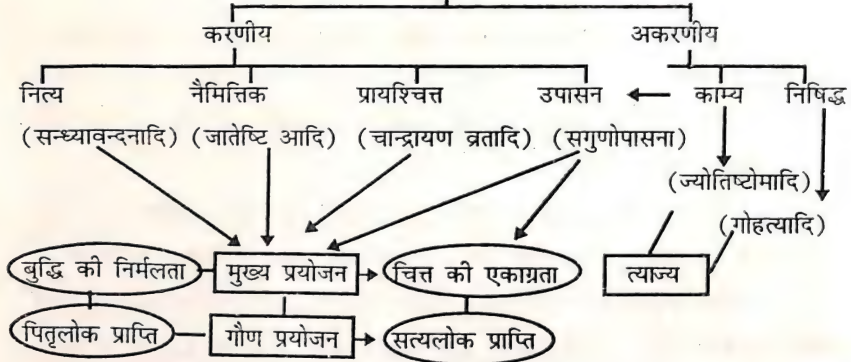 करणीय अकरणीय
नित्य नैमित्तिक प्रायश्चित्त उपासन काम्य निषिद्ध
(सन्ध्यावन्दनादि) (जातेष्टि आदि) (चान्द्रायण व्रतादि) (सगुणोपासना)
(ज्योतिष्टोमादि)
(गोहत्यादि)
बुद्धि की निर्मलता मुख्य प्रयोजन चित्त की एकाग्रता त्याज्य
पितृलोक प्राप्ति गौण प्रयोजन सत्यलोक प्राप्ति